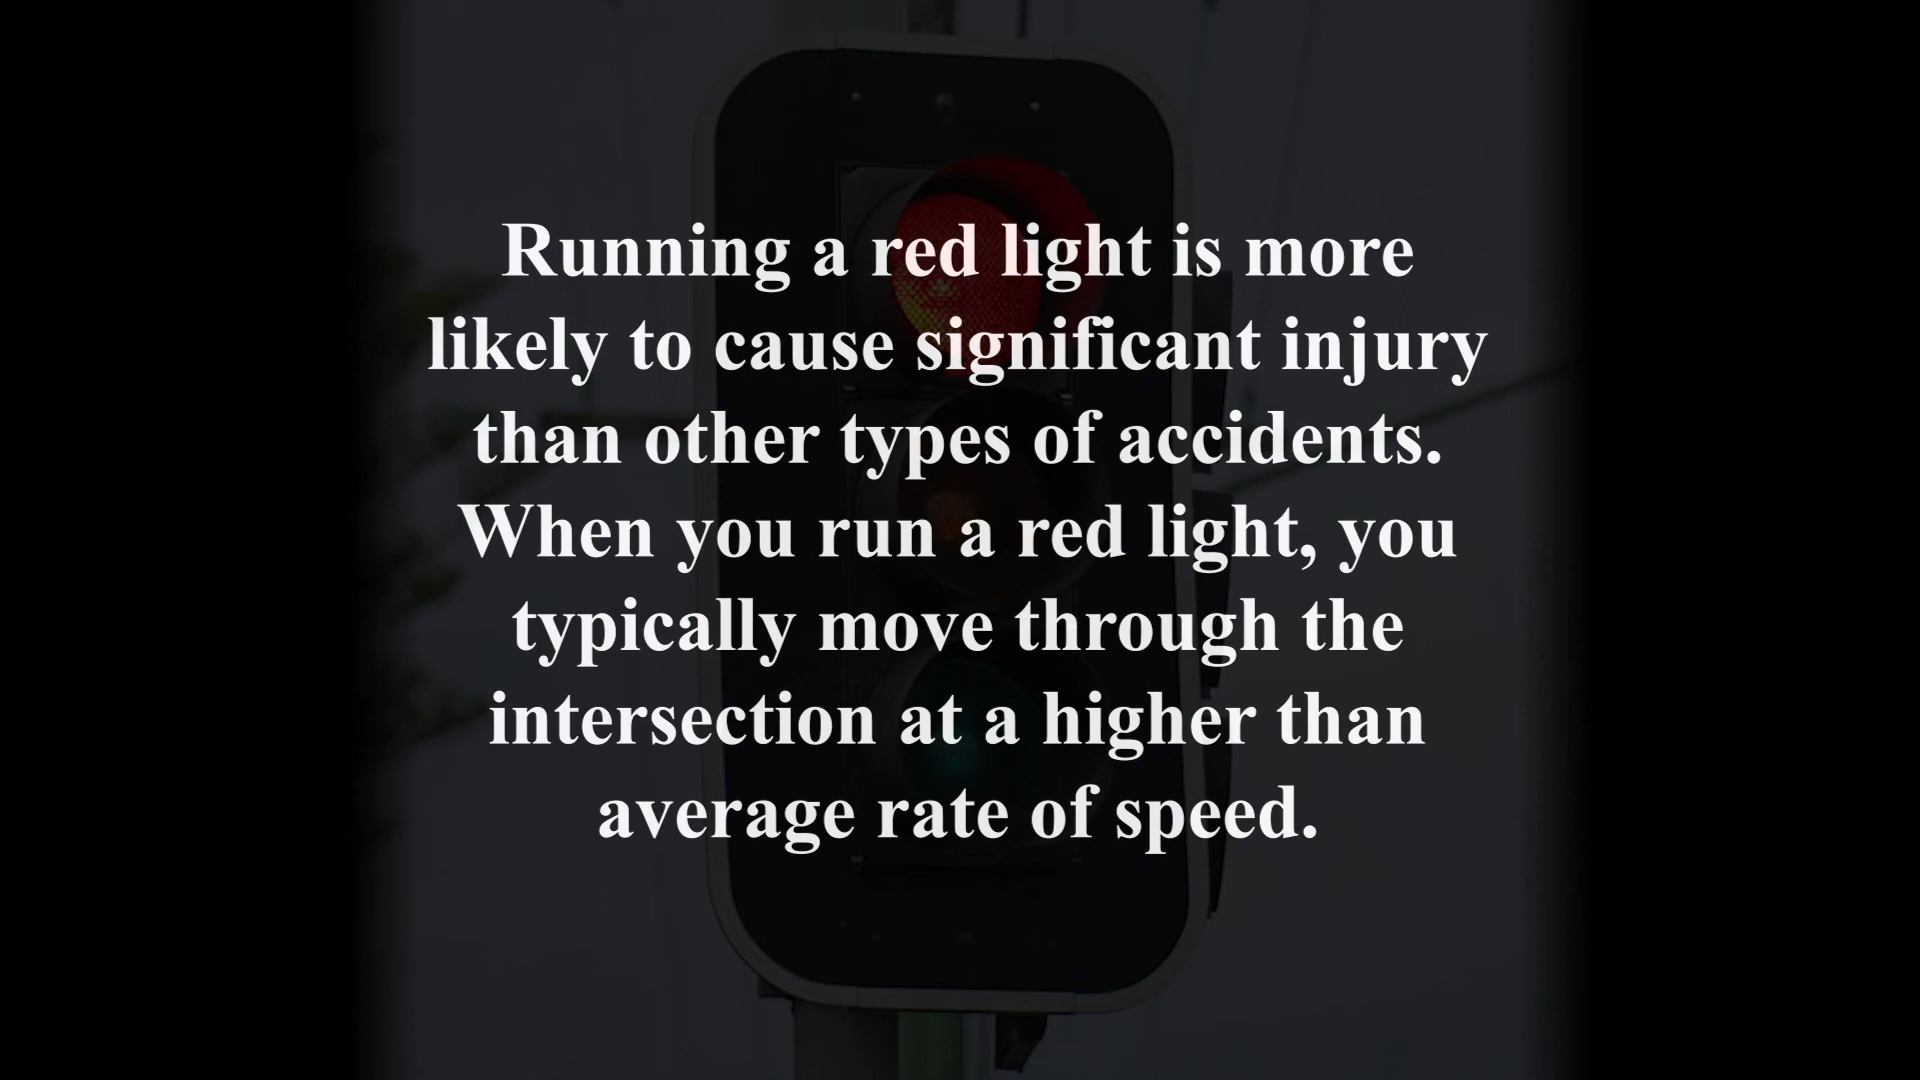 Running a red light is more
likely to cause significant injury
than other types of accidents.
When you run a red light, you
typically move through the
intersection at a higher than
average rate of speed.